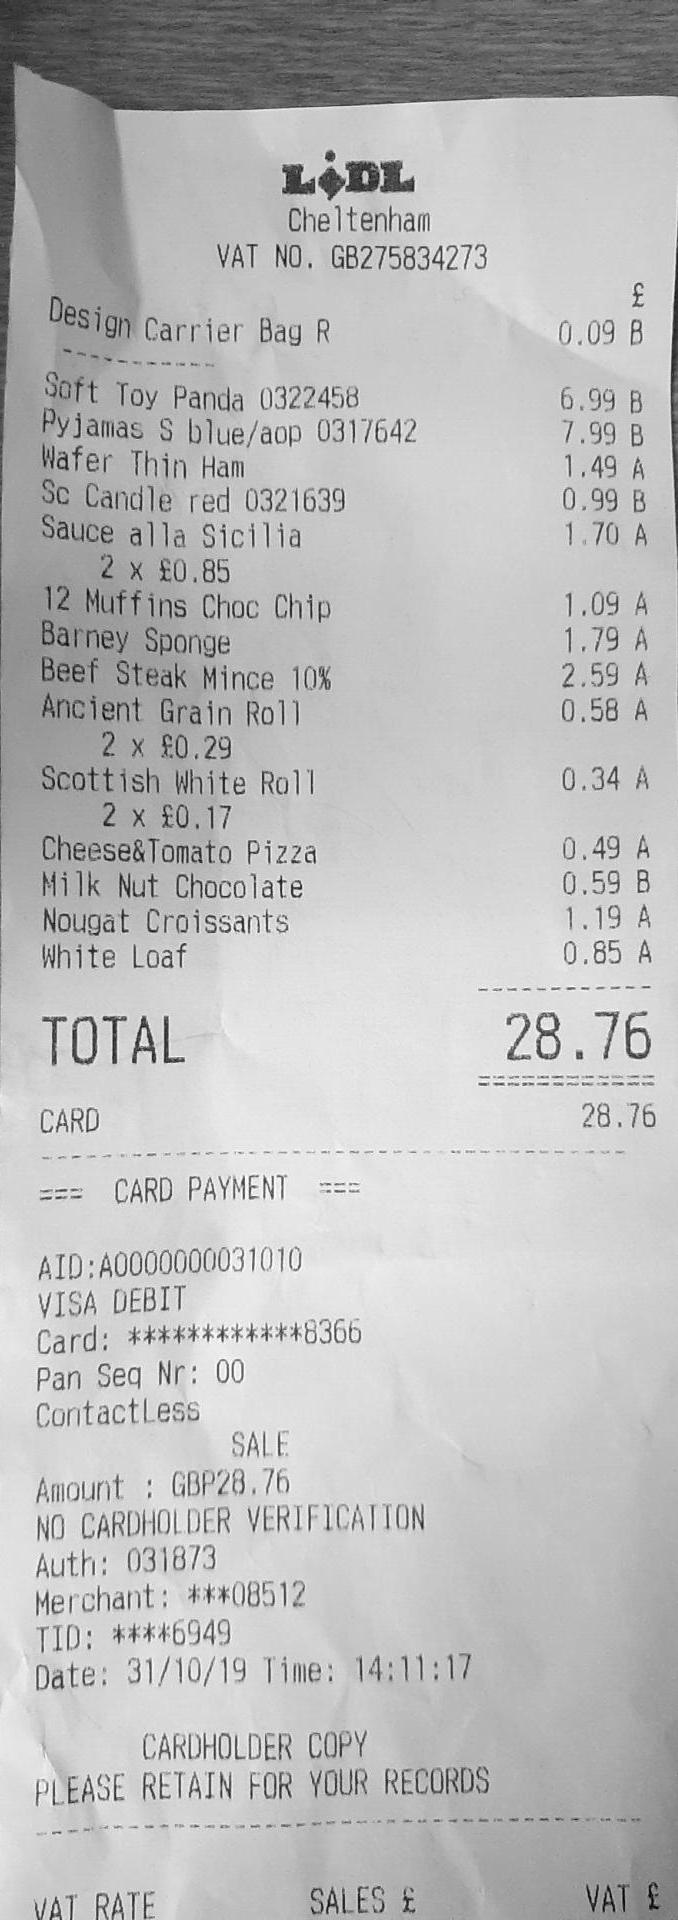 LiDL
Cheltenham
VAT NO. GB275834273
£
Design Carrier Bag R 0.09 B
------------
Soft Toy Panda 0322458 6.99 B
Pyjamas S blue/aop 0317642 7.99 B
Wafer Thin Ham 1.49 A
Sc Candle red 0321639 0.99 B
Sauce alla Sicilia 1.70 A
2 x £0.85
12 Muffins Choc Chip 1.09 A
Barney Sponge 1.79 A
Beef Steak Mince 10% 2.59 A
Ancient Grain Roll 0.58 A
2 x £0.29
Scottish White Roll 0.34 A
2 x £0.17
Cheese&Tomato Pizza 0.49 A
Milk Nut Chocolate 0.59 B
Nougat Croissants 1.19 A
White Loaf 0.85 A
------------
TOTAL 28.76
============
CARD 28.76
------------------------------------------
=== CARD PAYMENT ===
AID:A0000000031010
VISA DEBIT
Card: ************8366
Pan Seq Nr: 00
ContactLess
SALE
Amount : GBP28.76
NO CARDHOLDER VERIFICATION
Auth: 031873
Merchant: ***08512
TID: ****6949
Date: 31/10/19 Time: 14:11:17
CARDHOLDER COPY
PLEASE RETAIN FOR YOUR RECORDS
------------------------------------------
VAT RATE SALES £ VAT £